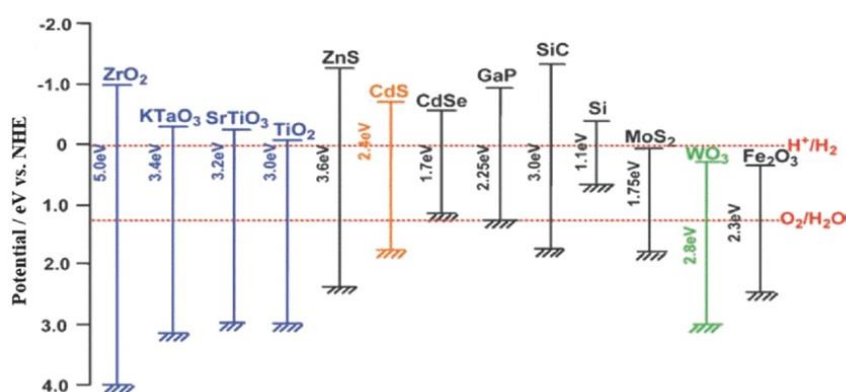 Potential / eV vs. NHE
-2.0
-1.0
0
1.0
2.0
3.0
4.0
ZrO₂
5.0eV
KTaO₃
3.4eV
SrTiO₃
3.2eV
TiO₂
3.0eV
ZnS
3.6eV
CdS
2.4eV
CdSe
1.7eV
GaP
2.25eV
SiC
3.0eV
Si
1.1eV
MoS₂
1.75eV
WO₃
2.8eV
Fe₂O₃
2.3eV
H⁺/H₂
O₂/H₂O